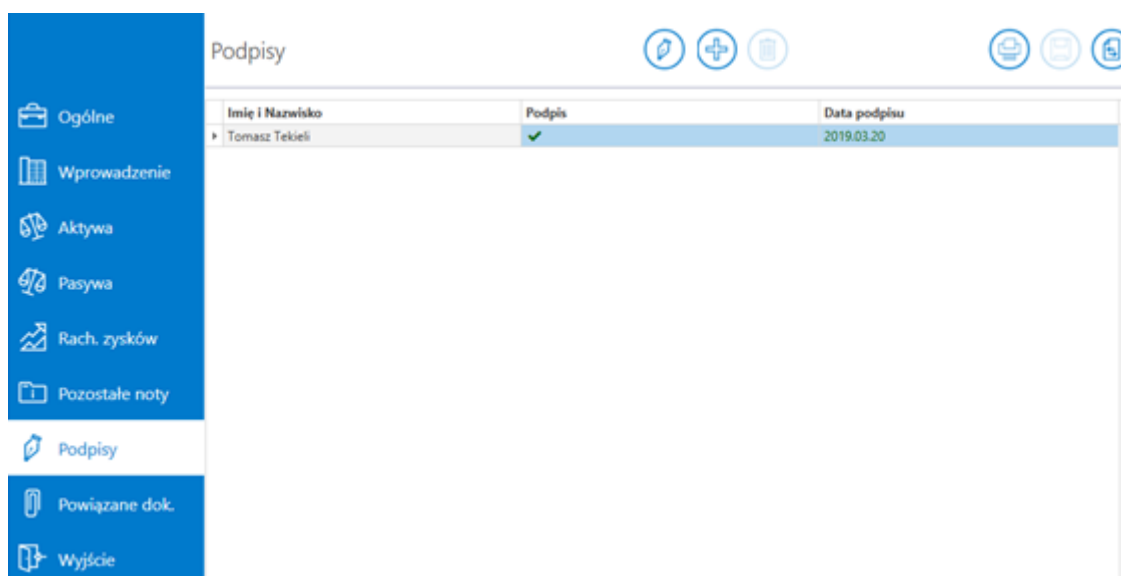 Podpisy
Imię i Nazwisko Podpis Data podpisu
Tomasz Tekieli 2019.03.20
Ogólne
Wprowadzenie
Aktywa
Pasywa
Rach. zysków
Pozostałe noty
Podpisy
Powiązane dok.
Wyjście